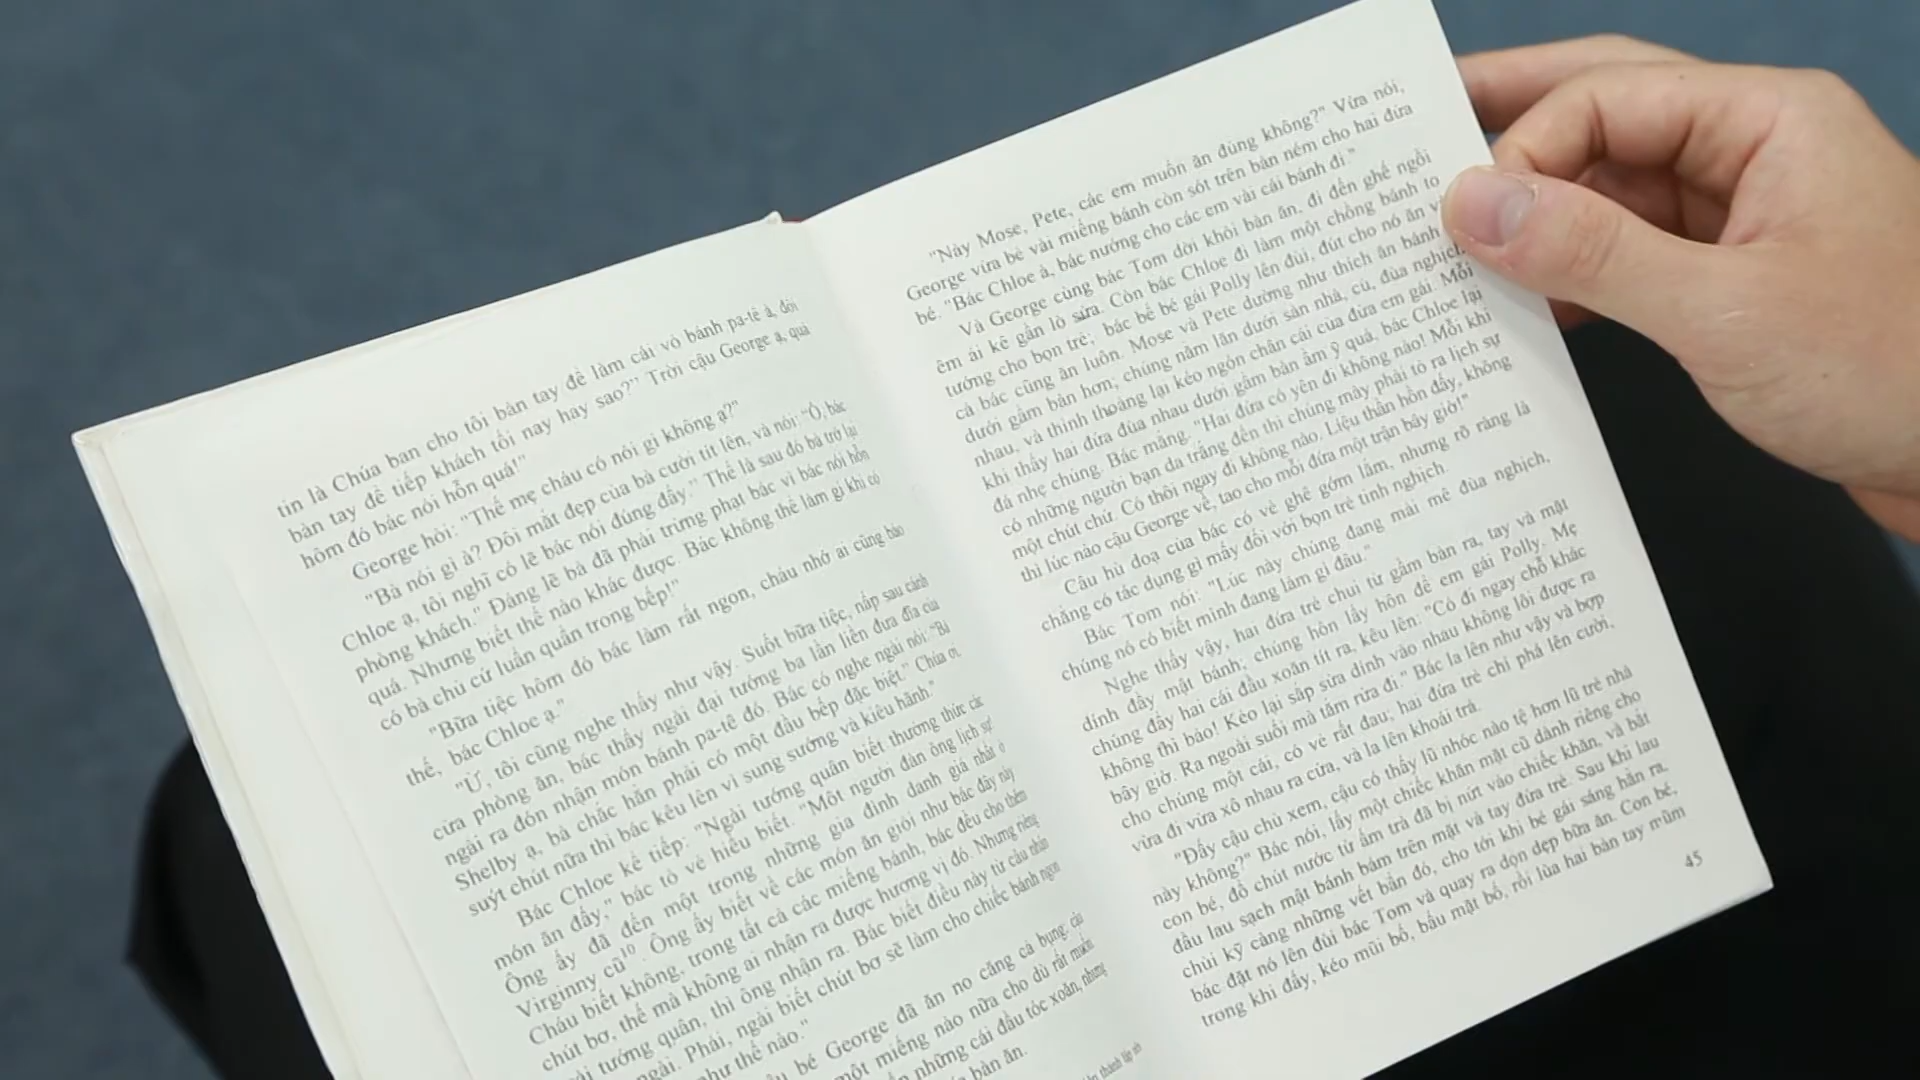 tin là Chúa ban cho tôi bàn tay để làm cái vỏ bánh pa-tê à, đôi
bàn tay để tiếp khách tối nay hay sao?" Trời cậu George ạ, quả
hôm đó bác nói hỗn quá!"
George hỏi: "Thế mẹ cháu có nói gì không ạ?"
"Bà nói gì à? Đôi mắt đẹp của bà cười tít lên, và nói: "Ồ, bác
Chloe ạ, tôi nghĩ có lẽ bác nói đúng đấy." Thế là sau đó bà trở lại
phòng khách." Đáng lẽ bà đã phải trừng phạt bác vì bác nói hỗn
quá. Nhưng biết thế nào khác được. Bác không thể làm gì khi có
có bà chủ cứ luẩn quẩn trong bếp!"
"Bữa tiệc hôm đó bác làm rất ngon, cháu nhớ ai cũng bảo
thế, bác Chloe ạ."
"Ừ, tôi cũng nghe thấy như vậy. Suốt bữa tiệc, nấp sau cánh
cửa phòng ăn, bác thấy ngài đại tướng ba lần liền đưa đĩa của
ngài ra đón nhận món bánh pa-tê đó. Bác có nghe ngài nói: "Bà
Shelby ạ, bà chắc hẳn phải có một đầu bếp đặc biệt." Chúa ơi,
suýt chút nữa thì bác kêu lên vì sung sướng và kiêu hãnh."
Bác Chloe kể tiếp: "Ngài tướng quân biết thương thức các
món ăn đấy," bác tỏ vẻ hiểu biết. "Một người đàn ông lịch sự!
Ông ấy đã đến một trong những gia đình danh giá nhất ở
Virginny cũ¹⁰. Ông ấy biết về các món ăn giỏi như bác đây này
Cháu biết không, trong tất cả các miếng bánh, bác đều cho thêm
chút bơ, thế mà không ai nhận ra được hương vị đó. Nhưng riêng
tướng quân, thì ông nhận ra. Bác biết điều này từ câu nhận
ngài. Phải, ngài biết chút bơ sẽ làm cho chiếc bánh ngon
như thế nào."
bé George đã ăn no căng cả bụng, cậu
một miếng nào nữa cho dù rất muốn
những cái đầu tóc xoăn, nhưng
bàn ăn.
thành lập
"Này Mose, Pete, các em muốn ăn đúng không?" Vừa nói,
George vừa bẻ vài miếng bánh còn sót trên bàn ném cho hai đứa
bé. "Bác Chloe à, bác nướng cho các em vài cái bánh đi."
Và George cùng bác Tom dời khỏi bàn ăn, đi đến ghế ngồi
êm ái kê gần lò sưa. Còn bác Chloe đi làm một chồng bánh to
tướng cho bọn trẻ; bác bế bé gái Polly lên đùi, đút cho nó ăn
cả bác cũng ăn luôn. Mose và Pete dường như thích ăn bánh
dưới gầm bàn hơn; chúng nằm lăn dưới sàn nhà, cù, đùa nghịch
nhau, và thỉnh thoảng lại kéo ngón chân cái của đứa em gái. Mỗi
khi thấy hai đứa đùa nhau dưới gầm bàn ầm ỹ quá, bác Chloe lại
đá nhẹ chúng. Bác mắng, "Hai đứa có yên đi không nào! Mỗi khi
có những người bạn da trắng đến thì chúng mày phải tỏ ra lịch sự
một chút chứ. Có thôi ngay đi không nào. Liệu thần hồn đấy, không
thì lúc nào cậu George về, tao cho mỗi đứa một trận bây giờ!"
Câu hù doạ của bác có vẻ ghê gớm lắm, nhưng rõ ràng là
chẳng có tác dụng gì mấy đối với bọn trẻ tinh nghịch.
Bác Tom nói: "Lúc này chúng đang mải mê đùa nghịch,
chúng nó có biết mình đang làm gì đâu."
Nghe thấy vậy, hai đứa trẻ chui từ gầm bàn ra, tay và mặt
dính đầy mật bánh; chúng hôn lấy hôn để em gái Polly. Mẹ
chúng đẩy hai cái đầu xoăn tít ra, kêu lên: "Có đi ngay chỗ khác
không thì bảo! Kẻo lại sắp sửa dính vào nhau không lôi được ra
bây giờ. Ra ngoài suối mà tắm rửa đi." Bác la lên như vậy và bợp
cho chúng một cái, có vẻ rất đau; hai đứa trẻ chỉ phá lên cười,
vừa đi vừa xô nhau ra cửa, và la lên khoái trá.
"Đấy cậu chủ xem, cậu có thấy lũ nhóc nào tệ hơn lũ trẻ nhà
này không?" Bác nói, lấy một chiếc khăn mặt cũ dành riêng cho
con bé, đổ chút nước từ ấm trà đã bị nứt vào chiếc khăn, và bắt
đầu lau sạch mật bánh bám trên mặt và tay đứa trẻ. Sau khi lau
chùi kỹ càng những vết bẩn đó, cho tới khi bé gái sáng hẳn ra,
bác đặt nó lên đùi bác Tom và quay ra dọn dẹp bữa ăn. Con bé,
trong khi đấy, kéo mũi bố, bấu mặt bố, rồi lùa hai bàn tay mũm
45